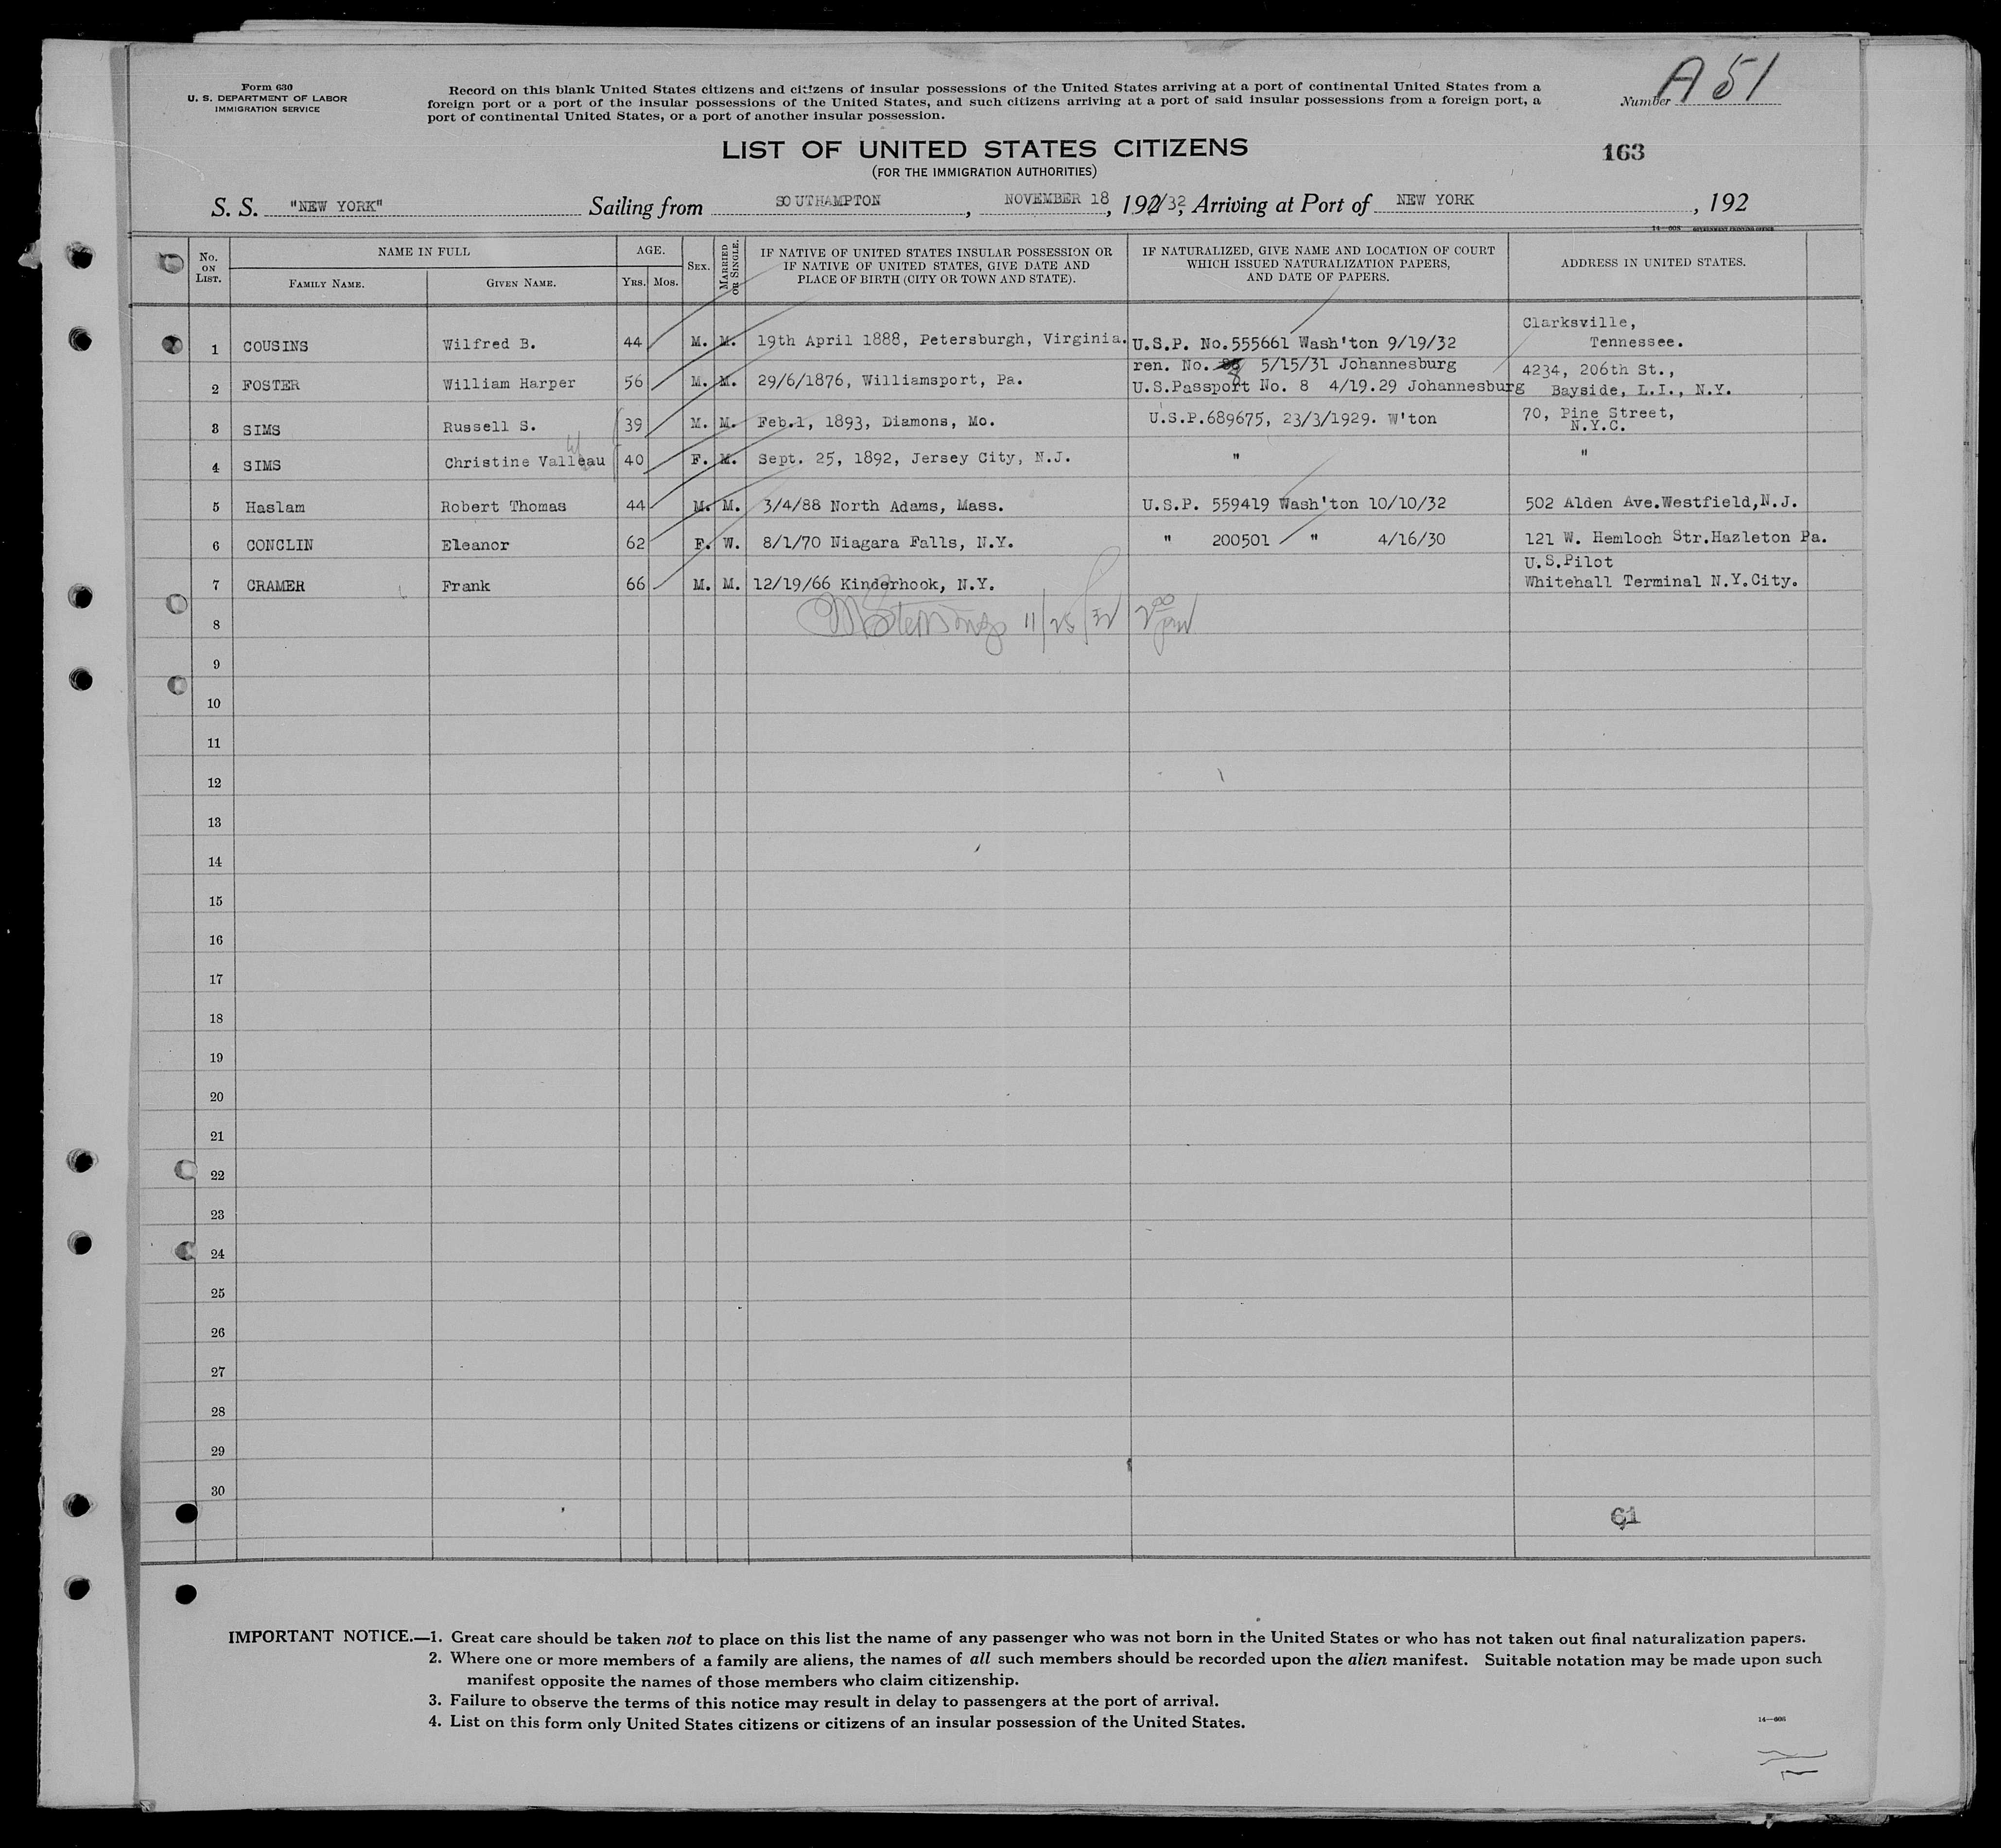 Form 630
U. S. DEPARTMENT OF LABOR
IMMIGRATION SERVICE
Record on this blank United States citizens and citizens of insular possessions of the United States arriving at a port of continental United States from a
foreign port or a port of the insular possessions of the United States, and such citizens arriving at a port of said insular possessions from a foreign port, a
port of continental United States, or a port of another insular possession.
Number A 51
LIST OF UNITED STATES CITIZENS
(FOR THE IMMIGRATION AUTHORITIES)
163
S. S. "NEW YORK" Sailing from SOUTHAMPTON, NOVEMBER 18, 192/32, Arriving at Port of NEW YORK, 192
14—608 GOVERNMENT PRINTING OFFICE
No. ON LIST.
NAME IN FULL
FAMILY NAME.
GIVEN NAME.
AGE.
YRS. MOS.
SEX.
MARRIED OR SINGLE.
IF NATIVE OF UNITED STATES INSULAR POSSESSION OR
IF NATIVE OF UNITED STATES, GIVE DATE AND
PLACE OF BIRTH (CITY OR TOWN AND STATE).
IF NATURALIZED, GIVE NAME AND LOCATION OF COURT
WHICH ISSUED NATURALIZATION PAPERS,
AND DATE OF PAPERS.
ADDRESS IN UNITED STATES.
Clarksville,
1 COUSINS Wilfred B. 44 M. M. 19th April 1888, Petersburgh, Virginia. U.S.P. No.555661 Wash'ton 9/19/32 Tennessee.
ren. No. 8 5/15/31 Johannesburg 4234, 206th St.,
2 FOSTER William Harper 56 M. M. 29/6/1876, Williamsport, Pa. U.S.Passport No. 8 4/19.29 Johannesburg Bayside, L.I., N.Y.
3 SIMS Russell S. 39 M. M. Feb.1, 1893, Diamons, Mo. U.S.P.689675, 23/3/1929. W'ton 70, Pine Street,
N.Y.C.
4 SIMS Christine Valleau 40 F. M. Sept. 25, 1892, Jersey City, N.J. " "
5 Haslam Robert Thomas 44 M. M. 3/4/88 North Adams, Mass. U.S.P. 559419 Wash'ton 10/10/32 502 Alden Ave.Westfield,N.J.
6 CONCLIN Eleanor 62 F. W. 8/1/70 Niagara Falls, N.Y. " 200501 " 4/16/30 121 W. Hemloch Str.Hazleton Pa.
U.S.Pilot
7 CRAMER Frank 66 M. M. 12/19/66 Kinderhook, N.Y. Whitehall Terminal N.Y.City.
8 11/25/32 2 00 pm
9
10
11
12
13
14
15
16
17
18
19
20
21
22
23
24
25
26
27
28
29
30
61
IMPORTANT NOTICE.—1. Great care should be taken not to place on this list the name of any passenger who was not born in the United States or who has not taken out final naturalization papers.
2. Where one or more members of a family are aliens, the names of all such members should be recorded upon the alien manifest. Suitable notation may be made upon such
manifest opposite the names of those members who claim citizenship.
3. Failure to observe the terms of this notice may result in delay to passengers at the port of arrival.
4. List on this form only United States citizens or citizens of an insular possession of the United States.
14—608